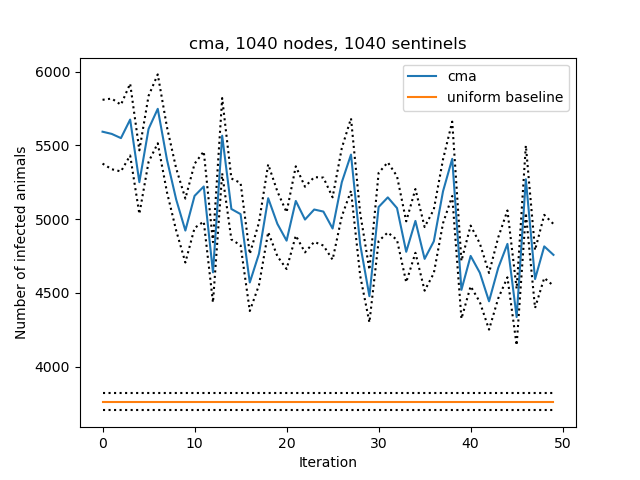 cma, 1040 nodes, 1040 sentinels
cma
uniform baseline
Number of infected animals
6000
5500
5000
4500
4000
0 10 20 30 40 50
Iteration